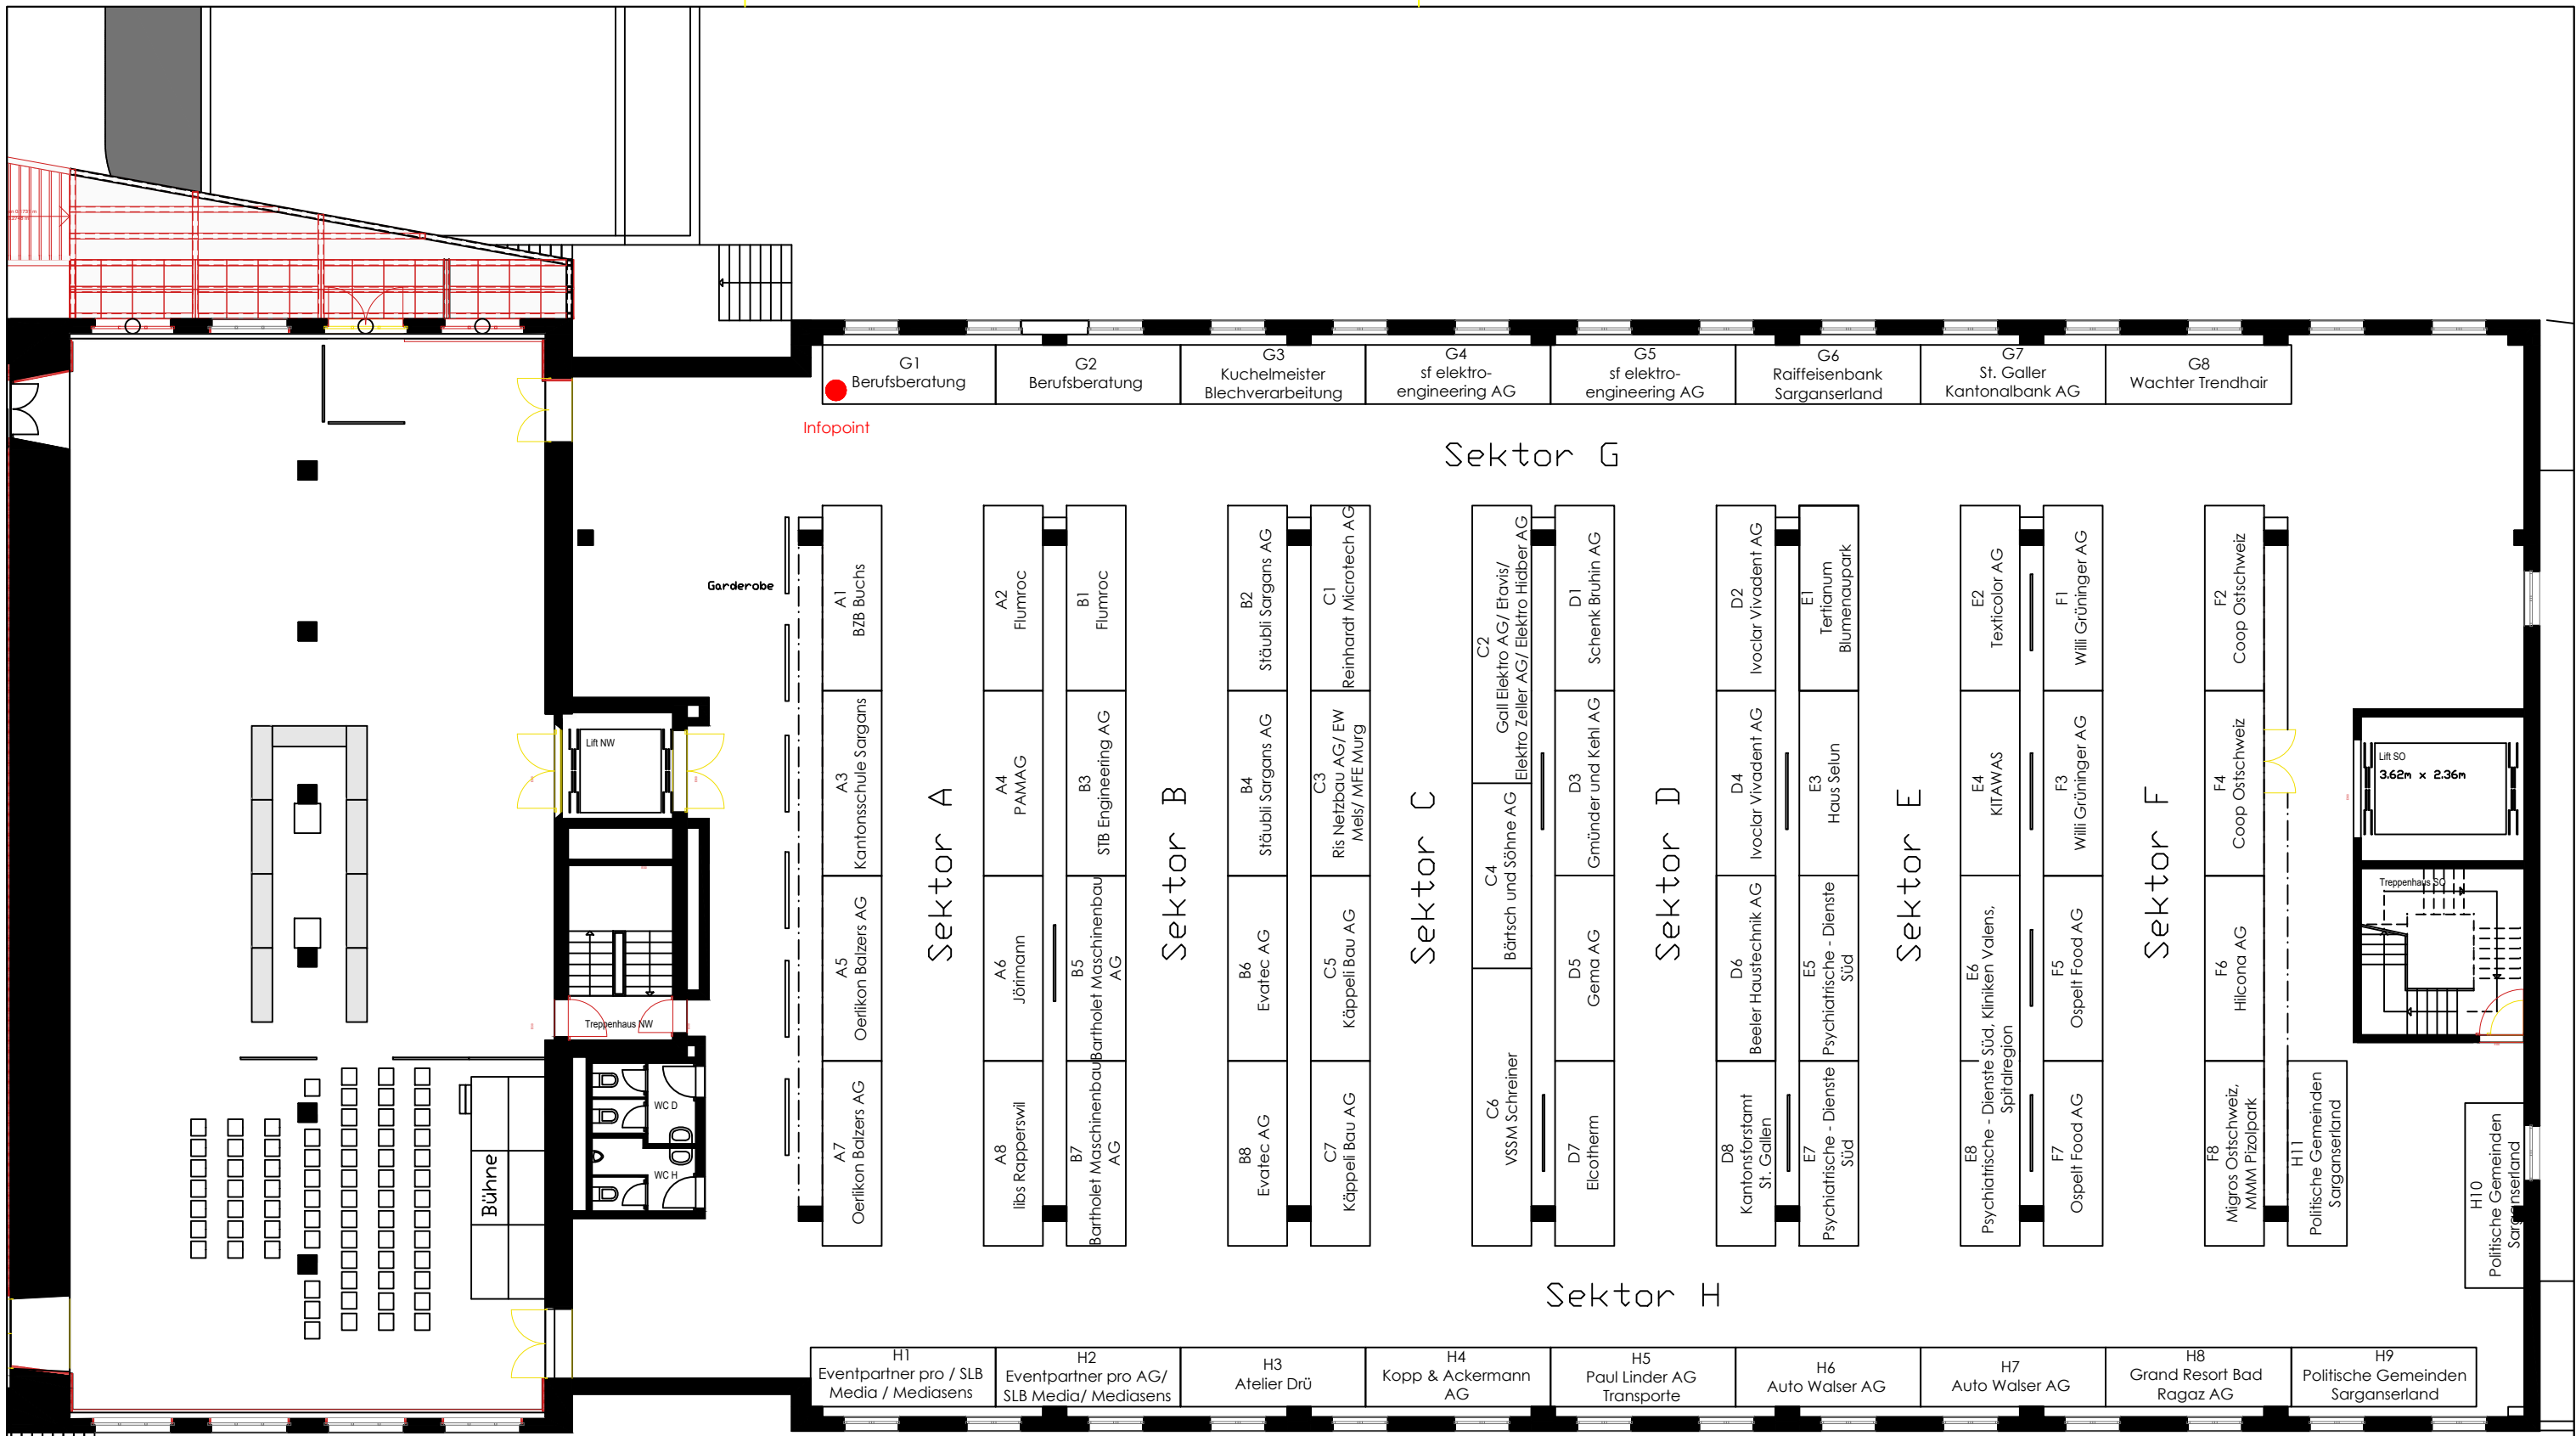 G1
Berufsberatung
G2
Berufsberatung
G3
Kuchelmeister
Blechverarbeitung
G4
sf elektro-
engineering AG
G5
sf elektro-
engineering AG
G6
Raiffeisenbank
Sarganserland
G7
St. Galler
Kantonalbank AG
G8
Wachter Trendhair
Infopoint
Sektor G
Garderobe
A1
BZB Buchs
A3
Kantonsschule Sargans
A5
Oerlikon Balzers AG
A7
Oerlikon Balzers AG
Sektor A
A2
Flumroc
A4
PAMAG
A6
Jörimann
A8
libs Rapperswil
B1
Flumroc
B3
STB Engineering AG
B5
Bartholet Maschinenbau
AG
B7
Bartholet Maschinenbau
AG
Sektor B
B2
Stäubli Sargans AG
B4
Stäubli Sargans AG
B6
Evatec AG
B8
Evatec AG
C1
Reinhardt Microtech AG
C3
Ris Netzbau AG/ EW
Mels/ MFE Murg
C5
Käppeli Bau AG
C7
Käppeli Bau AG
Sektor C
C2
Gall Elektro AG/ Etavis/
Elektro Zeller AG/ Elektro Hidber AG
C4
Bärtsch und Söhne AG
C6
VSSM Schreiner
D1
Schenk Bruhin AG
D3
Gmünder und Kehl AG
D5
Gema AG
D7
Elcotherm
Sektor D
D2
Ivoclar Vivadent AG
D4
Ivoclar Vivadent AG
D6
Beeler Haustechnik AG
D8
Kantonsforstamt
St. Gallen
E1
Tertianum
Blumenaupark
E3
Haus Selun
E5
Psychiatrische - Dienste
Süd
E7
Psychiatrische - Dienste
Süd
Sektor E
E2
Texticolor AG
E4
KITAWAS
E6
E8
Psychiatrische - Dienste Süd, Kliniken Valens,
Spitalregion
F1
Willi Grüninger AG
F3
Willi Grüninger AG
F5
Ospelt Food AG
F7
Ospelt Food AG
Sektor F
F2
Coop Ostschweiz
F4
Coop Ostschweiz
F6
Hilcona AG
F8
Migros Ostschweiz,
MMM Pizolpark
H11
Politische Gemeinden
Sarganserland
H10
Politische Gemeinden
Sarganserland
Lift NW
Treppenhaus NW
WC D
WC H
Bühne
Lift SO
3.62m x 2.36m
Treppenhaus SO
Sektor H
H1
Eventpartner pro / SLB
Media / Mediasens
H2
Eventpartner pro AG/
SLB Media/ Mediasens
H3
Atelier Drü
H4
Kopp & Ackermann
AG
H5
Paul Linder AG
Transporte
H6
Auto Walser AG
H7
Auto Walser AG
H8
Grand Resort Bad
Ragaz AG
H9
Politische Gemeinden
Sarganserland